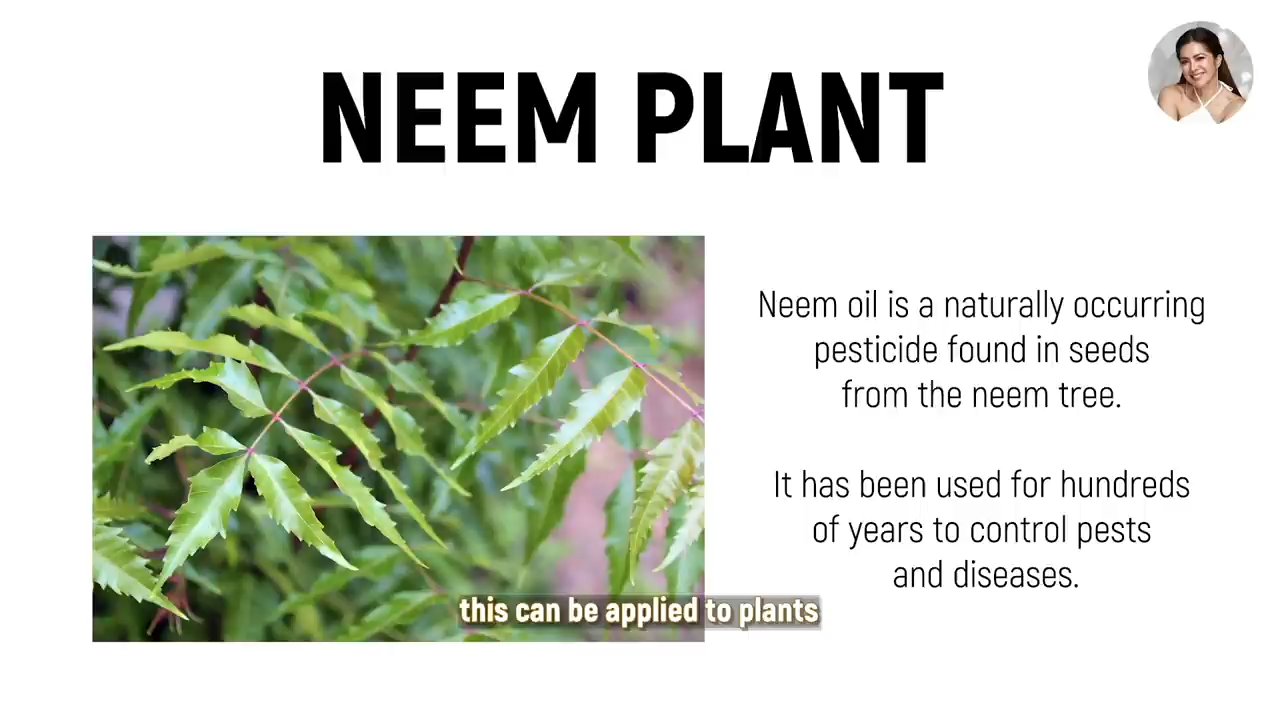 NEEM PLANT
Neem oil is a naturally occurring
pesticide found in seeds
from the neem tree.
It has been used for hundreds
of years to control pests
and diseases.
this can be applied to plants